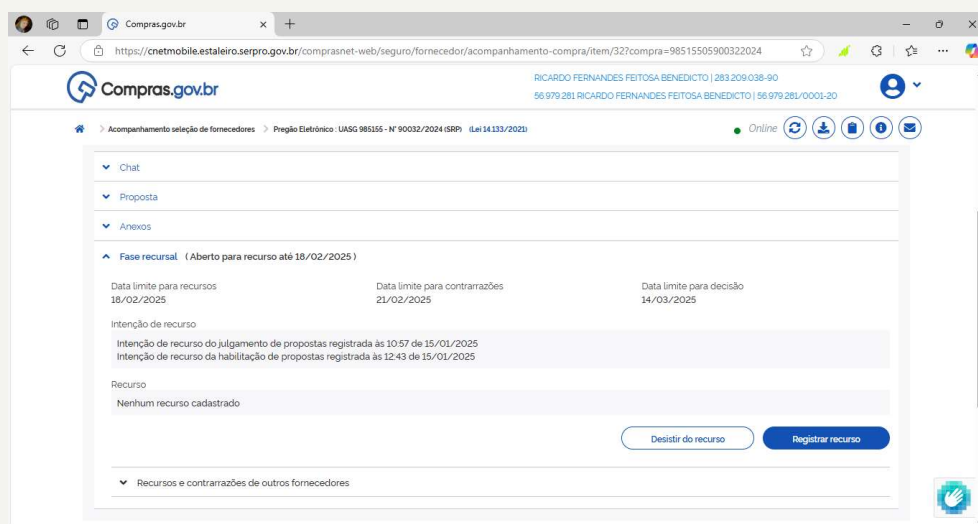 Compras.gov.br
https://cnetmobile.estaleiro.serpro.gov.br/comprasnet-web/seguro/fornecedor/acompanhamento-compra/item/32?compra=98515505900322024
Compras.gov.br
RICARDO FERNANDES FEITOSA BENEDICTO | 283.209.038-90
56.979.281 RICARDO FERNANDES FEITOSA BENEDICTO | 56.979.281/0001-20
Acompanhamento seleção de fornecedores > Pregão Eletrônico : UASG 985155 - N° 90032/2024 (SRP) (Lei 14.133/2021)
Online
Chat
Proposta
Anexos
Fase recursal ( Aberto para recurso até 18/02/2025 )
Data limite para recursos Data limite para contrarrazões Data limite para decisão
18/02/2025 21/02/2025 14/03/2025
Intenção de recurso
Intenção de recurso do julgamento de propostas registrada às 10:57 de 15/01/2025
Intenção de recurso da habilitação de propostas registrada às 12:43 de 15/01/2025
Recurso
Nenhum recurso cadastrado
Desistir do recurso Registrar recurso
Recursos e contrarrazões de outros fornecedores